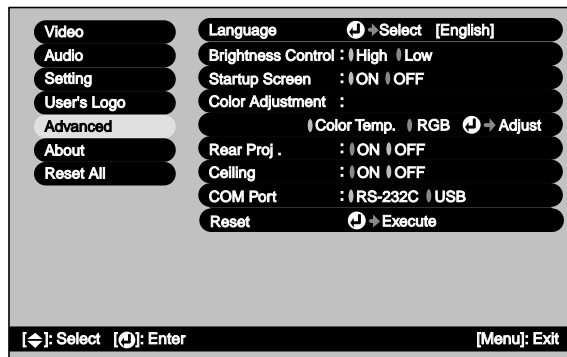 Video
Audio
Setting
User's Logo
Advanced
About
Reset All
Language Select [English]
Brightness Control : High Low
Startup Screen : ON OFF
Color Adjustment :
Color Temp. RGB Adjust
Rear Proj . : ON OFF
Ceiling : ON OFF
COM Port : RS-232C USB
Reset Execute
[ ]: Select [ ]: Enter [Menu]: Exit